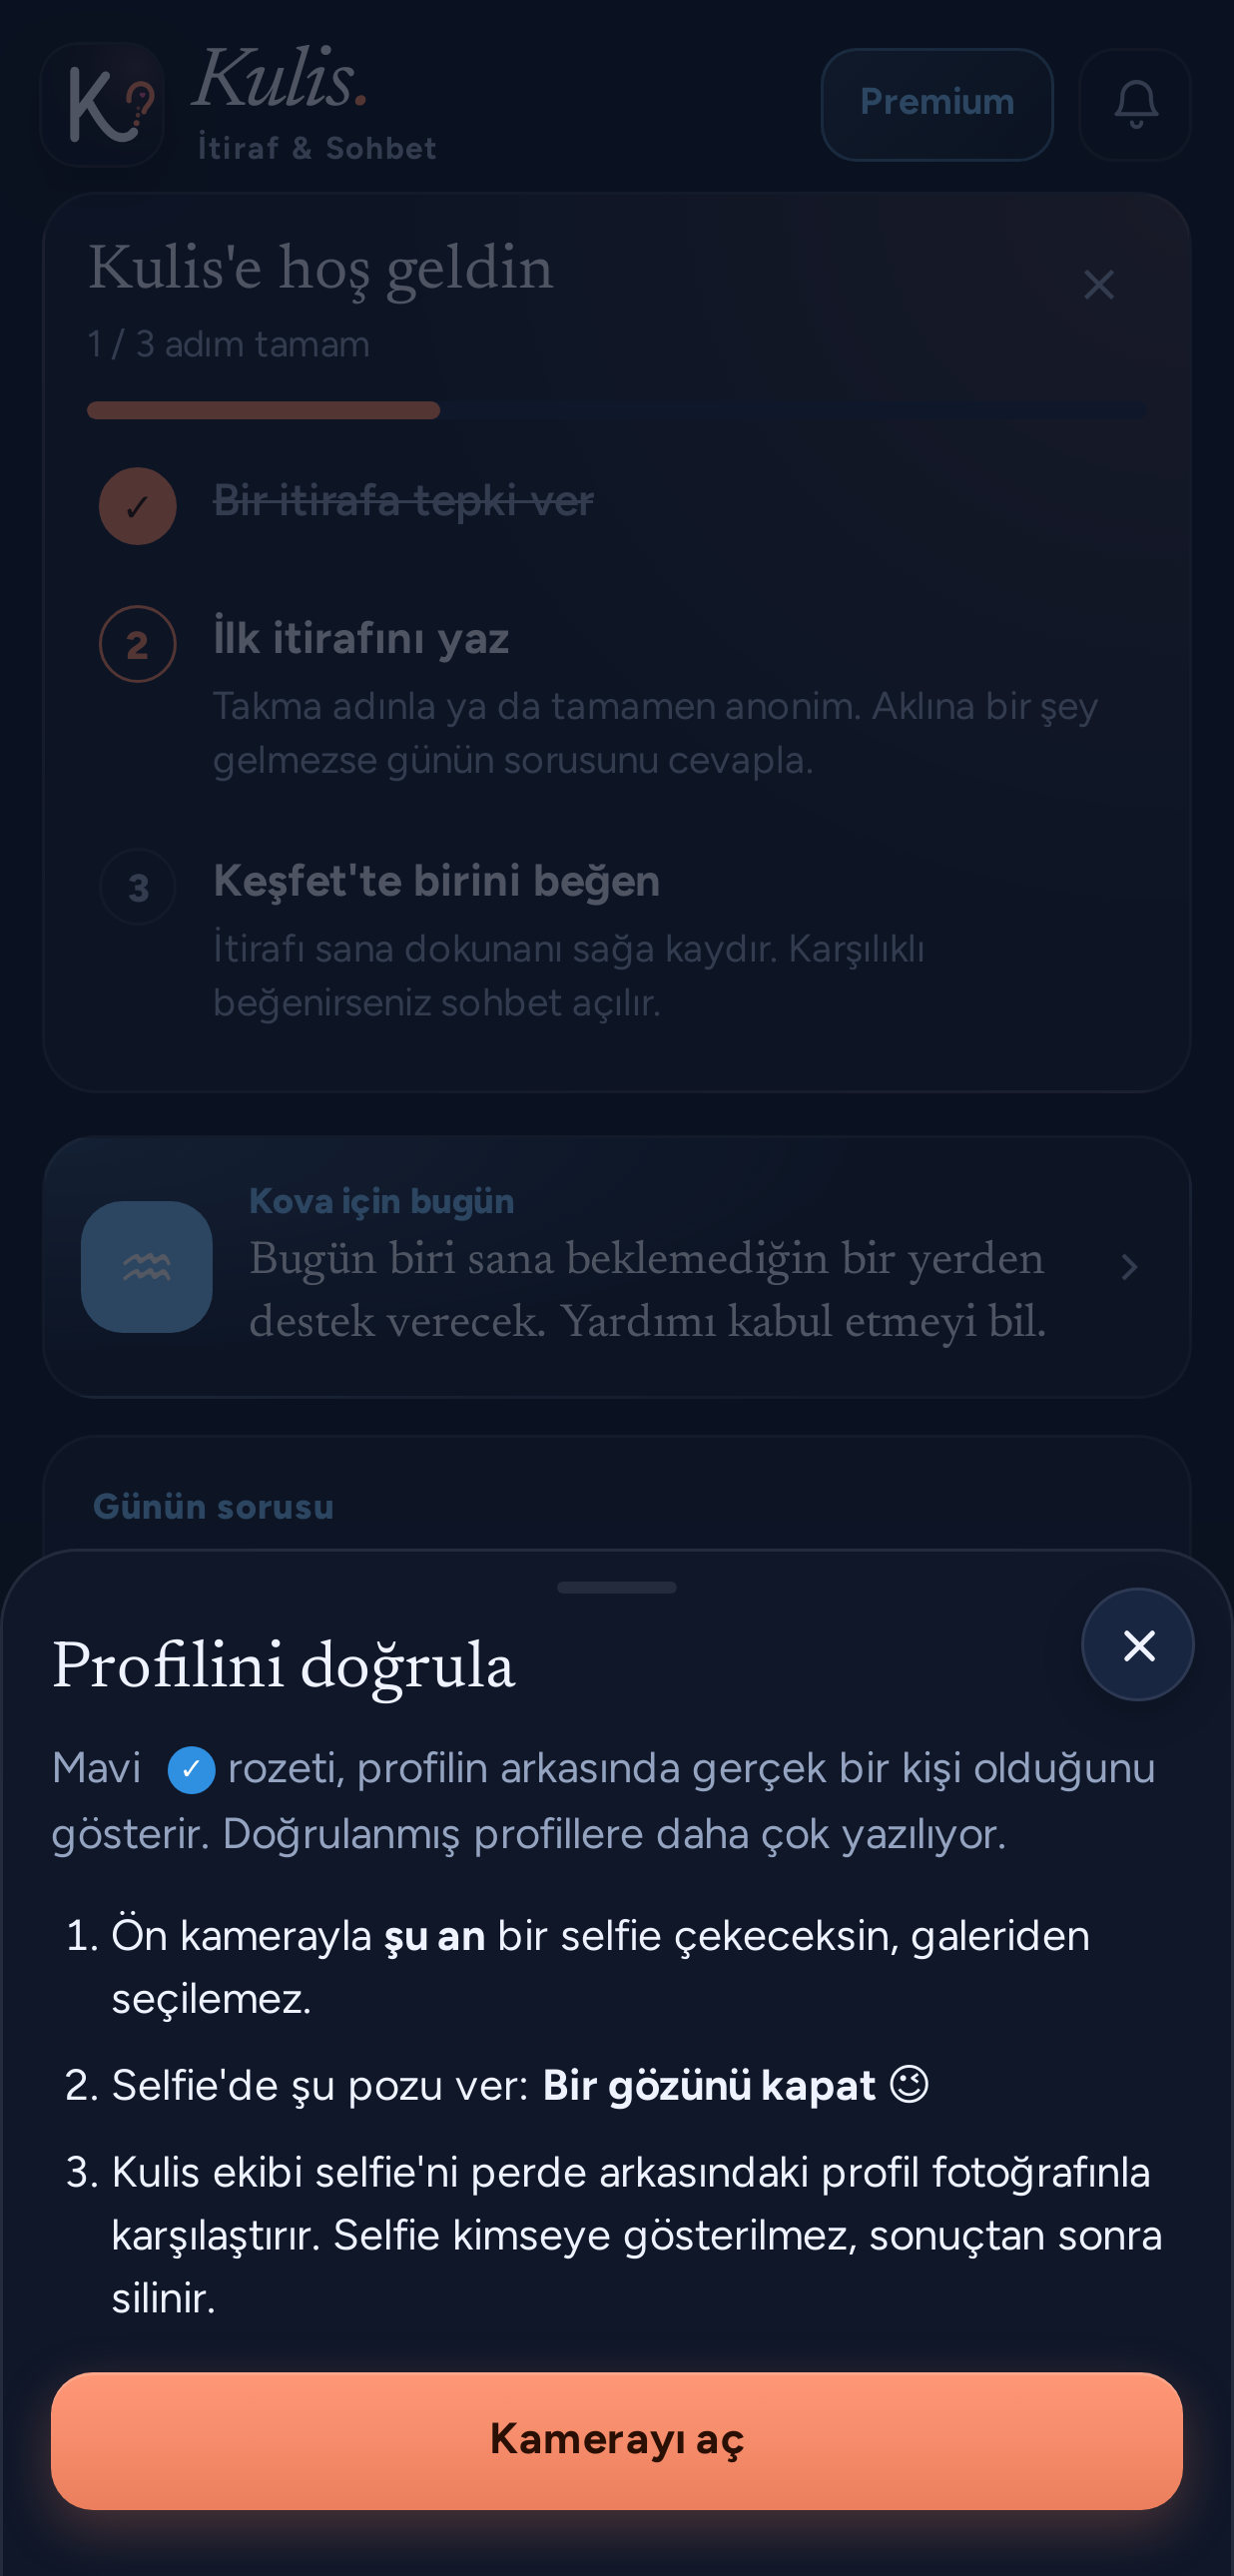 Kulis.
İtiraf & Sohbet
Premium
Kulis'e hoş geldin
1 / 3 adım tamam
✓ Bir itirafa tepki ver
2 İlk itirafını yaz
Takma adınla ya da tamamen anonim. Aklına bir şey
gelmezse günün sorusunu cevapla.
3 Keşfet'te birini beğen
İtirafı sana dokunanı sağa kaydır. Karşılıklı
beğenirseniz sohbet açılır.
Kova için bugün
Bugün biri sana beklemediğin bir yerden
destek verecek. Yardımı kabul etmeyi bil.
Günün sorusu
Profilini doğrula
Mavi ✓ rozeti, profilin arkasında gerçek bir kişi olduğunu
gösterir. Doğrulanmış profillere daha çok yazılıyor.
1. Ön kamerayla şu an bir selfie çekeceksin, galeriden
seçilemez.
2. Selfie'de şu pozu ver: Bir gözünü kapat 😉
3. Kulis ekibi selfie'ni perde arkasındaki profil fotoğrafınla
karşılaştırır. Selfie kimseye gösterilmez, sonuçtan sonra
silinir.
Kamerayı aç